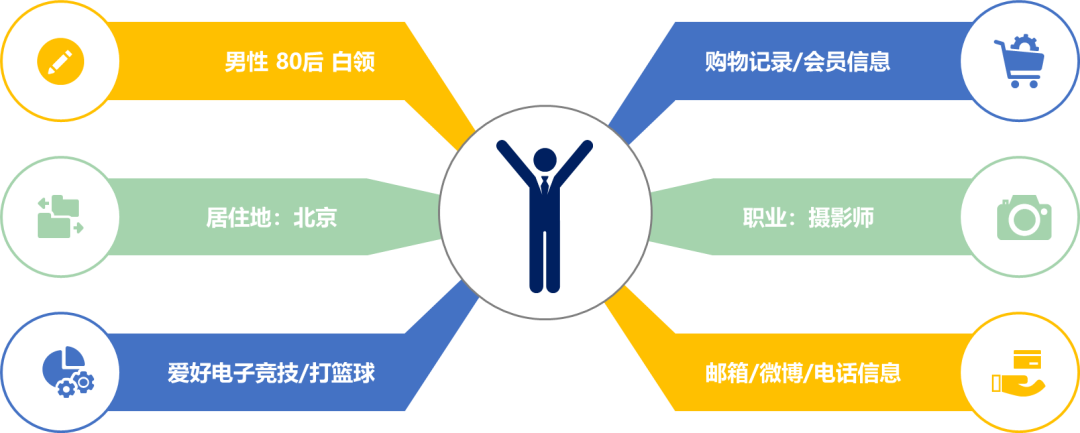 男性 80后 白领
购物记录/会员信息
居住地：北京
职业：摄影师
爱好电子竞技/打篮球
邮箱/微博/电话信息